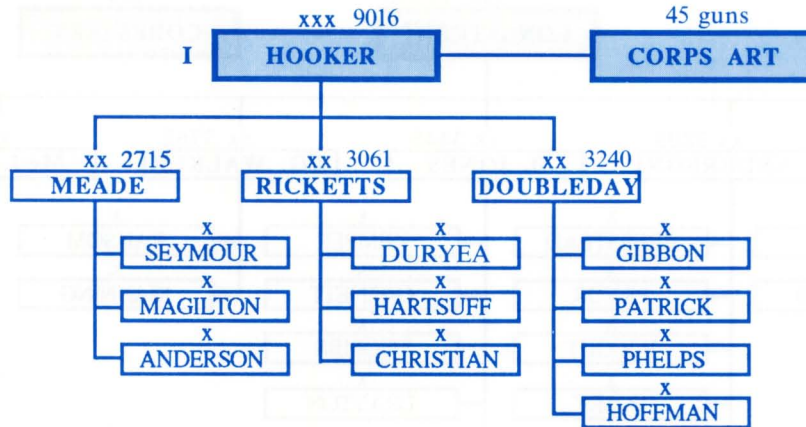 xxx 9016
45 guns
I HOOKER
CORPS ART
xx 2715
xx 3061
xx 3240
MEADE
RICKETTS
DOUBLEDAY
x
x
x
SEYMOUR
DURYEA
GIBBON
x
x
x
MAGILTON
HARTSUFF
PATRICK
x
x
x
ANDERSON
CHRISTIAN
PHELPS
x
HOFFMAN